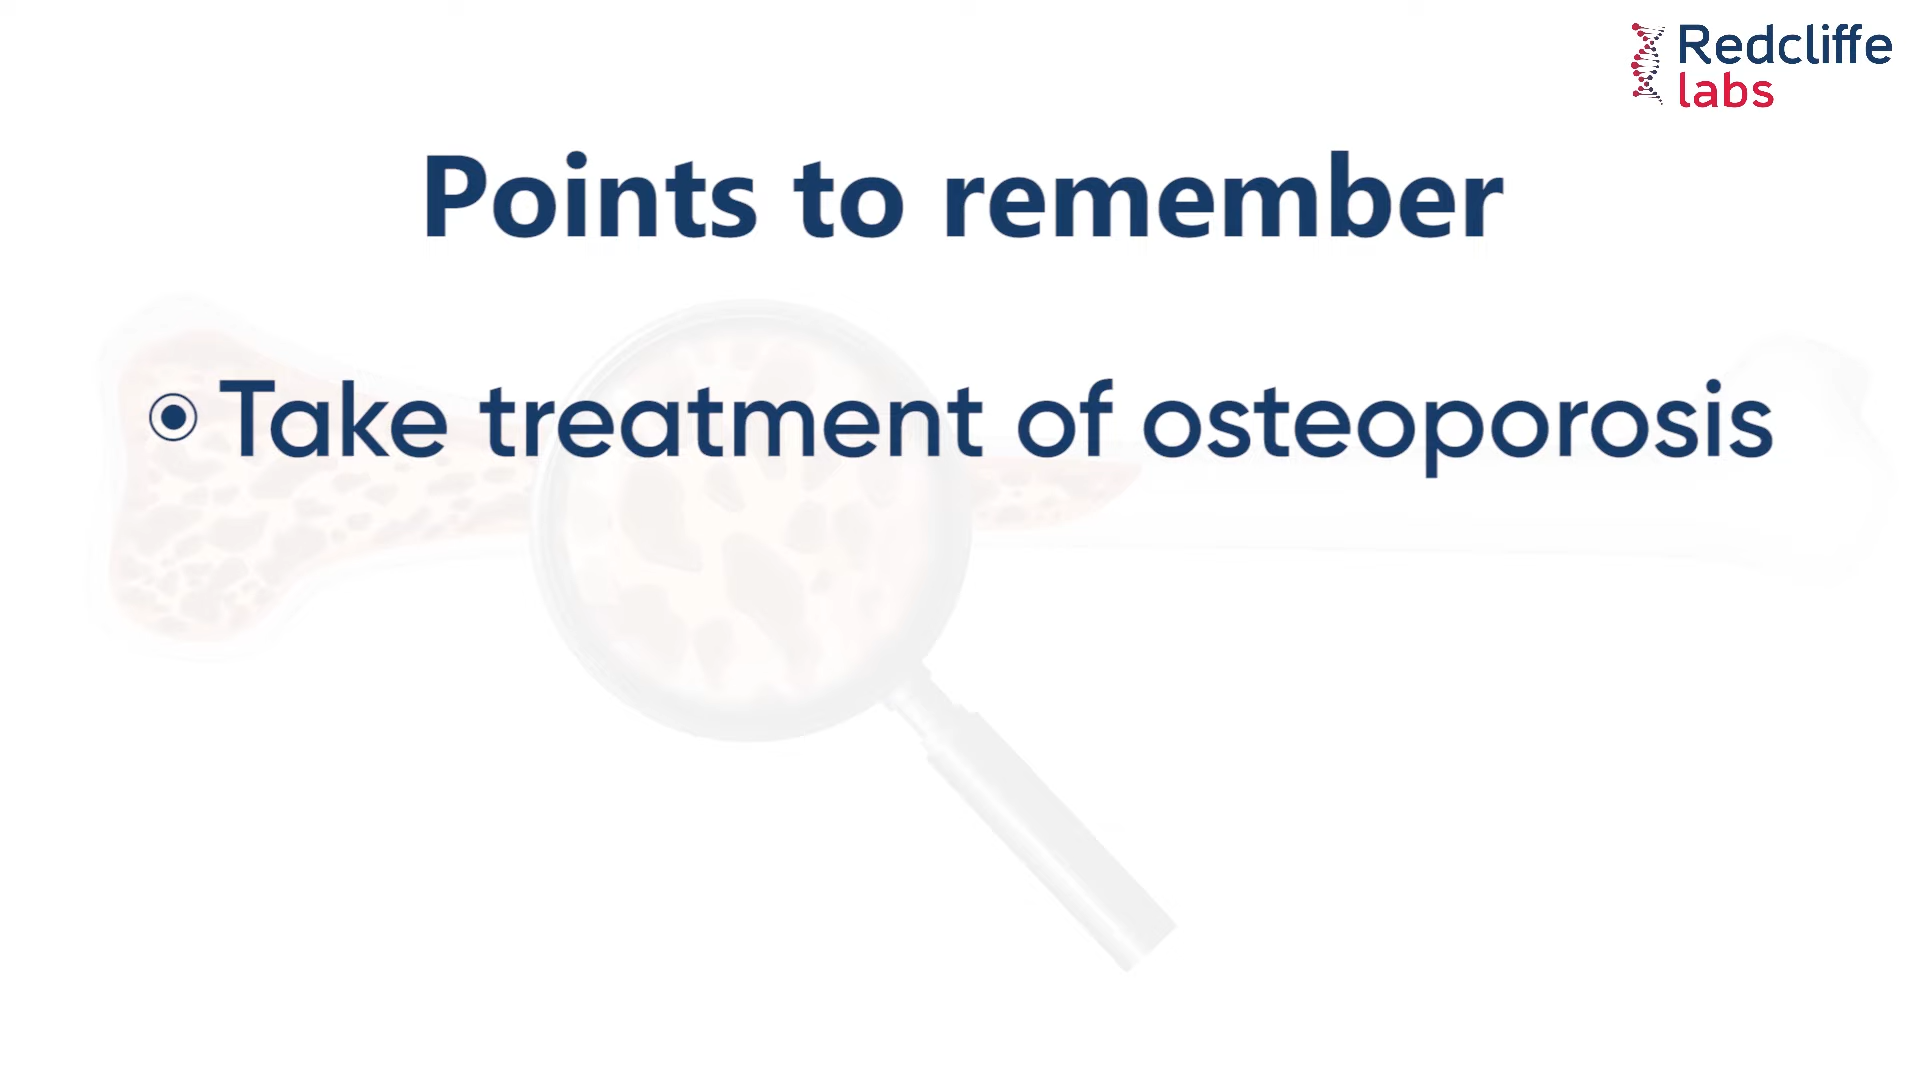 Redcliffe
labs
Points to remember
Take treatment of osteoporosis